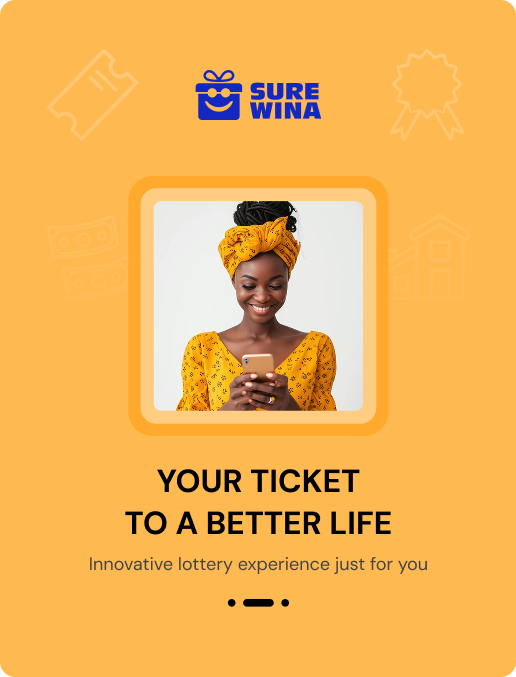 SURE
WINA
YOUR TICKET
TO A BETTER LIFE
Innovative lottery experience just for you